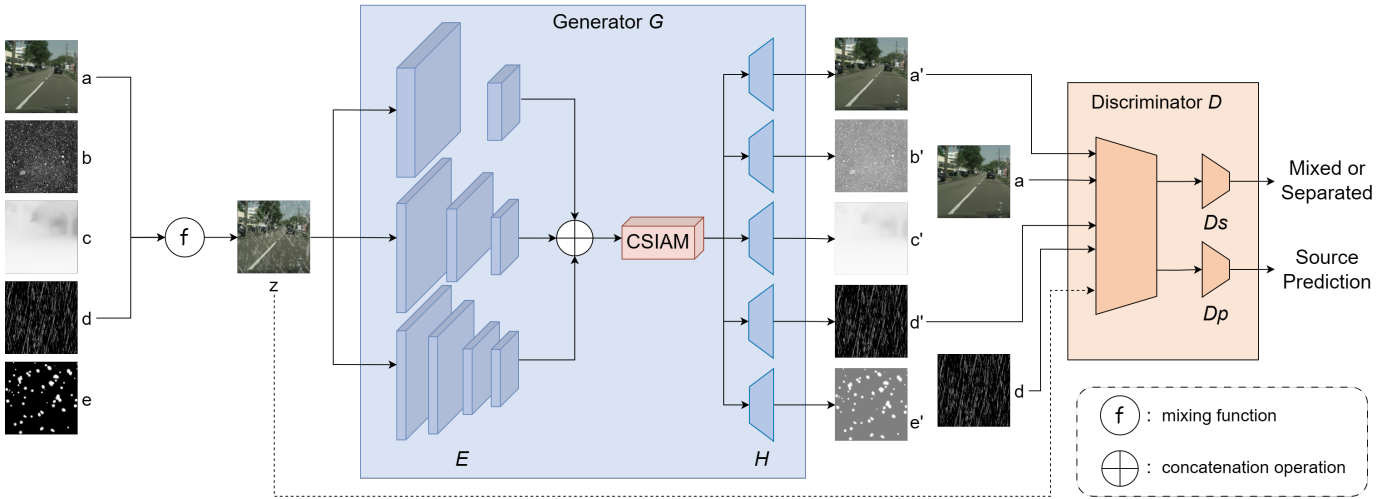 Generator G
a
b
c
d
e
f
z
E
CSIAM
H
a'
b'
c'
d'
e'
a
d
Discriminator D
Ds
Dp
Mixed or
Separated
Source
Prediction
f : mixing function
: concatenation operation